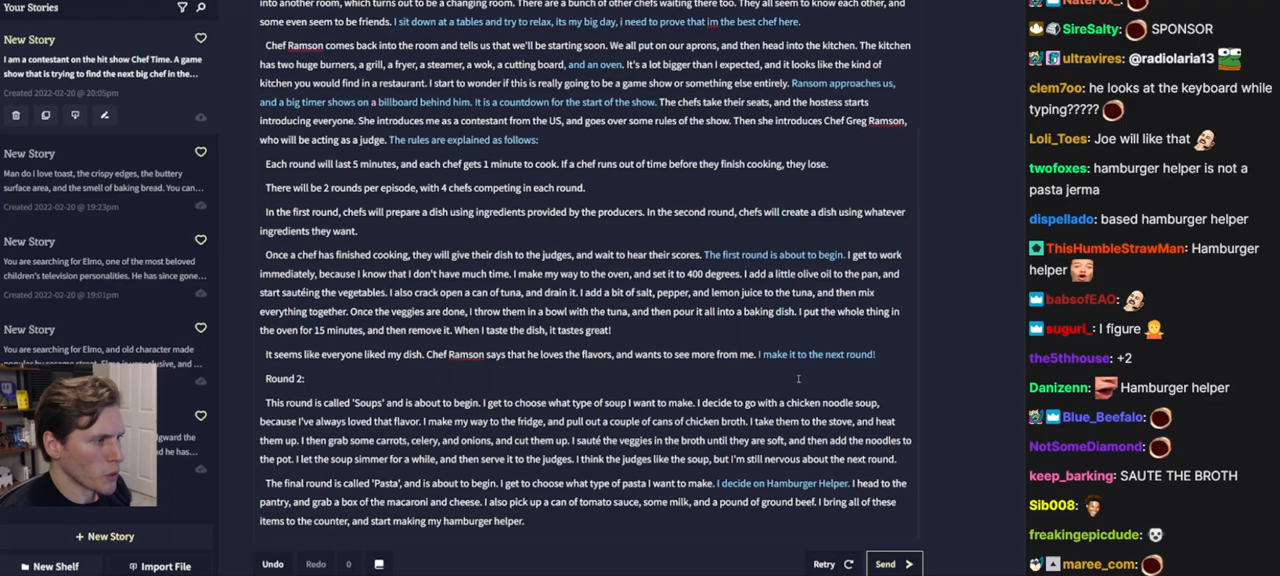 Your Stories
New Story
I am a contestant on the hit show Chef Time. A game
show that is trying to find the next big chef in the...
Created 2022-02-20 @ 20:05pm
New Story
Man do I love toast, the crispy edges, the buttery
surface area, and the smell of baking bread. You can...
Created 2022-02-20 @ 19:23pm
New Story
You are searching for Elmo, one of the most beloved
children's television personalities. He has since gone...
Created 2022-02-20 @ 19:01pm
New Story
You are searching for Elmo, and old character made
+ New Story
New Shelf
Import File
into another room, which turns out to be a changing room. There are a bunch of other chefs waiting there too. They all seem to know each other, and
some even seem to be friends. I sit down at a tables and try to relax, its my big day, i need to prove that im the best chef here.
Chef Ramson comes back into the room and tells us that we'll be starting soon. We all put on our aprons, and then head into the kitchen. The kitchen
has two huge burners, a grill, a fryer, a steamer, a wok, a cutting board, and an oven. It's a lot bigger than I expected, and it looks like the kind of
kitchen you would find in a restaurant. I start to wonder if this is really going to be a game show or something else entirely. Ransom approaches us,
and a big timer shows on a billboard behind him. It is a countdown for the start of the show. The chefs take their seats, and the hostess starts
introducing everyone. She introduces me as a contestant from the US, and goes over some rules of the show. Then she introduces Chef Greg Ramson,
who will be acting as a judge. The rules are explained as follows:
Each round will last 5 minutes, and each chef gets 1 minute to cook. If a chef runs out of time before they finish cooking, they lose.
There will be 2 rounds per episode, with 4 chefs competing in each round.
In the first round, chefs will prepare a dish using ingredients provided by the producers. In the second round, chefs will create a dish using whatever
ingredients they want.
Once a chef has finished cooking, they will give their dish to the judges, and wait to hear their scores. The first round is about to begin. I get to work
immediately, because I know that I don't have much time. I make my way to the oven, and set it to 400 degrees. I add a little olive oil to the pan, and
start sautéing the vegetables. I also crack open a can of tuna, and drain it. I add a bit of salt, pepper, and lemon juice to the tuna, and then mix
everything together. Once the veggies are done, I throw them in a bowl with the tuna, and then pour it all into a baking dish. I put the whole thing in
the oven for 15 minutes, and then remove it. When I taste the dish, it tastes great!
It seems like everyone liked my dish. Chef Ramson says that he loves the flavors, and wants to see more from me. I make it to the next round!
Round 2:
This round is called 'Soups' and is about to begin. I get to choose what type of soup I want to make. I decide to go with a chicken noodle soup,
because I've always loved that flavor. I make my way to the fridge, and pull out a couple of cans of chicken broth. I take them to the stove, and heat
them up. I then grab some carrots, celery, and onions, and cut them up. I sauté the veggies in the broth until they are soft, and then add the noodles to
the pot. I let the soup simmer for a while, and then serve it to the judges. I think the judges like the soup, but I'm still nervous about the next round.
The final round is called 'Pasta', and is about to begin. I get to choose what type of pasta I want to make. I decide on Hamburger Helper. I head to the
pantry, and grab a box of the macaroni and cheese. I also pick up a can of tomato sauce, some milk, and a pound of ground beef. I bring all of these
items to the counter, and start making my hamburger helper.
Undo
Redo
0
Retry
Send
SireSalty: SPONSOR
ultravires: @radiolaria13
clem7oo: he looks at the keyboard while
typing?????
Loli_Toes: Joe will like that
twofoxes: hamburger helper is not a
pasta jerma
dispellado: based hamburger helper
ThisHumbleStrawMan: Hamburger
helper
babsofEAO:
suguri_: I figure
the5thhouse: +2
Danizenn: Hamburger helper
Blue_Beefalo:
NotSomeDiamond:
keep_barking: SAUTE THE BROTH
Sib008:
freakingepicdude:
maree_com: